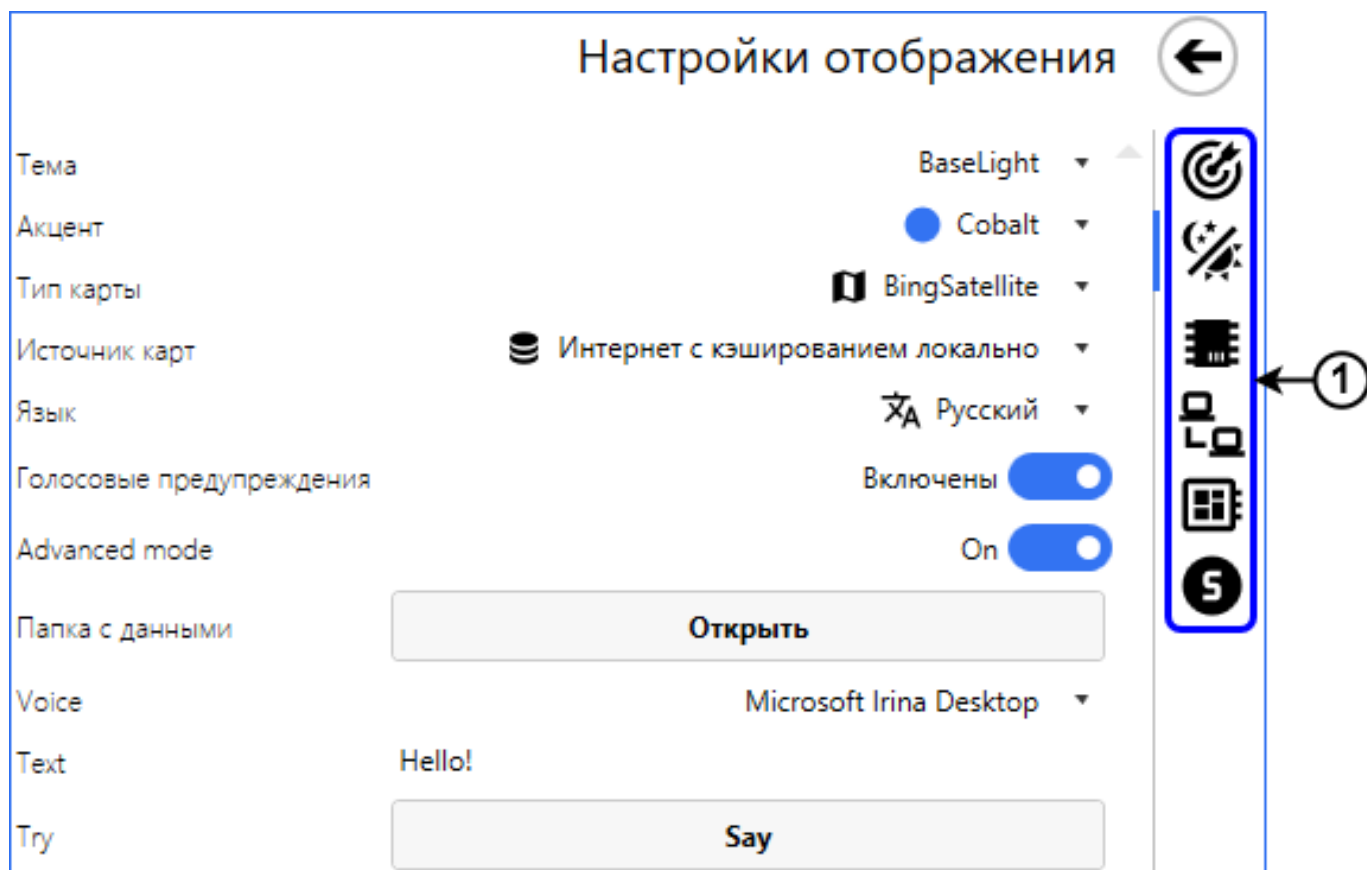 Настройки отображения
Тема BaseLight
Акцент Cobalt
Тип карты BingSatellite
Источник карт Интернет с кэшированием локально
1
Язык Русский
Голосовые предупреждения Включены
Advanced mode On
S
Папка с данными Открыть
Voice Microsoft Irina Desktop
Text Hello!
Try Say